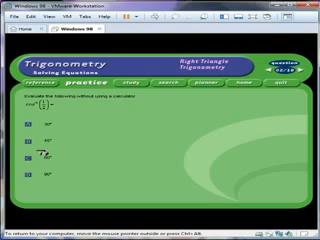 Windows 98 - VMware Workstation
File Edit View VM Tabs Help
Home Windows 98
Trigonometry
Solving Equations
Right Triangle
Trigonometry
question
02/10
reference practice study search planner home quit
Evaluate the following without using a calculator
A 30°
B 45°
C 60°
D 90°
To return to your computer, move the mouse pointer outside or press Ctrl+Alt.